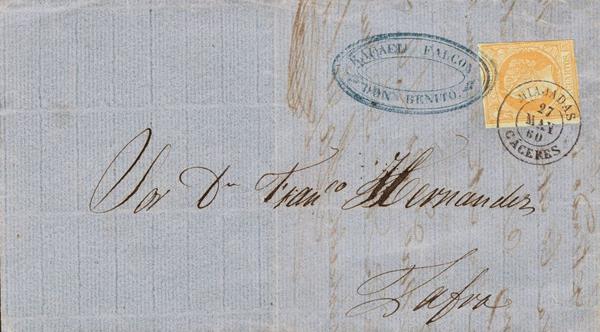 RAFAEL FALCON
DON BENITO.
MIAJADAS
27
MAY
60
CACERES
Sor Dn Franco Hernandez
Zafra